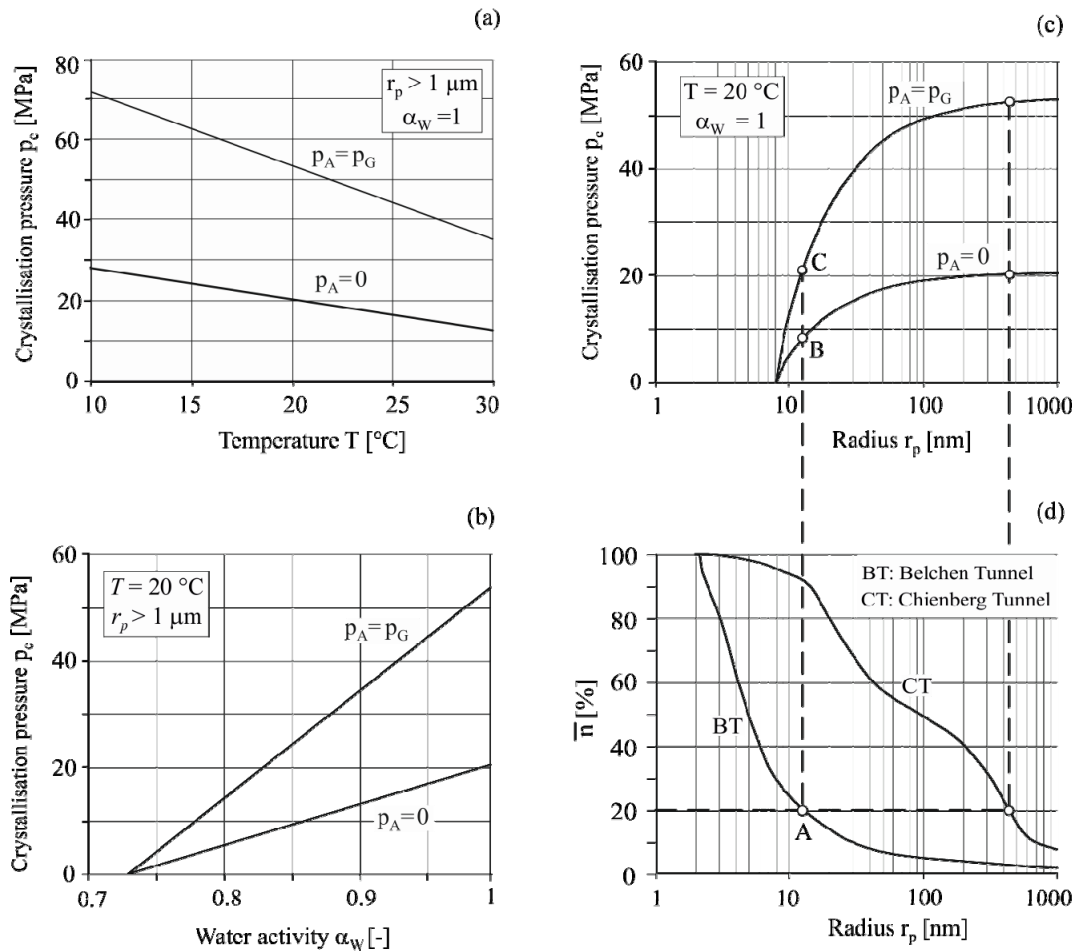 (a)
80
60
40
20
0
Crystallisation pressure p_c [MPa]
r_p > 1 μm
α_W =1
p_A=p_G
p_A=0
10
15
20
25
30
Temperature T [°C]
(b)
60
40
20
0
Crystallisation pressure p_c [MPa]
T = 20 °C
r_p > 1 μm
p_A=p_G
p_A=0
0.7
0.8
0.9
1
Water activity α_W [-]
(c)
60
40
20
0
Crystallisation pressure p_c [MPa]
T = 20 °C
α_W = 1
p_A=p_G
p_A=0
C
B
1
10
100
1000
Radius r_p [nm]
(d)
100
80
60
40
20
0
n̅ [%]
BT: Belchen Tunnel
CT: Chienberg Tunnel
BT
CT
A
1
10
100
1000
Radius r_p [nm]